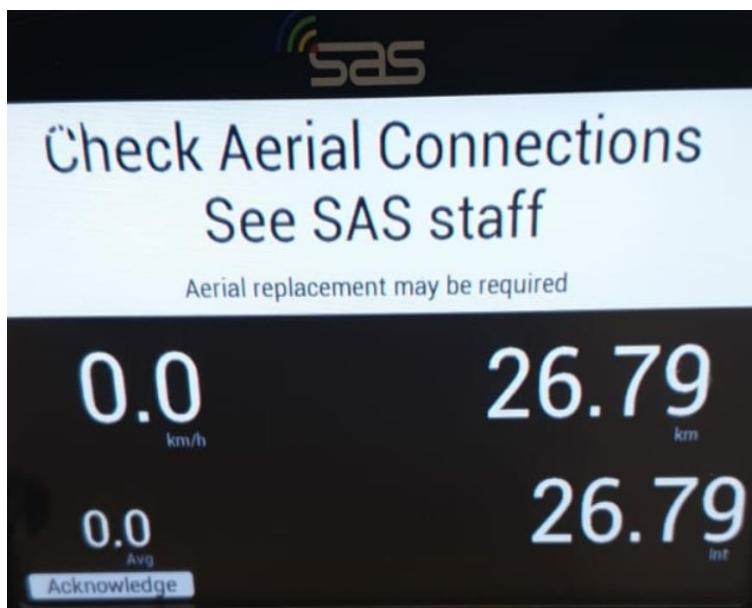 sas
Check Aerial Connections
See SAS staff
Aerial replacement may be required
0.0
km/h
26.79
km
0.0
Avg
26.79
Int
Acknowledge